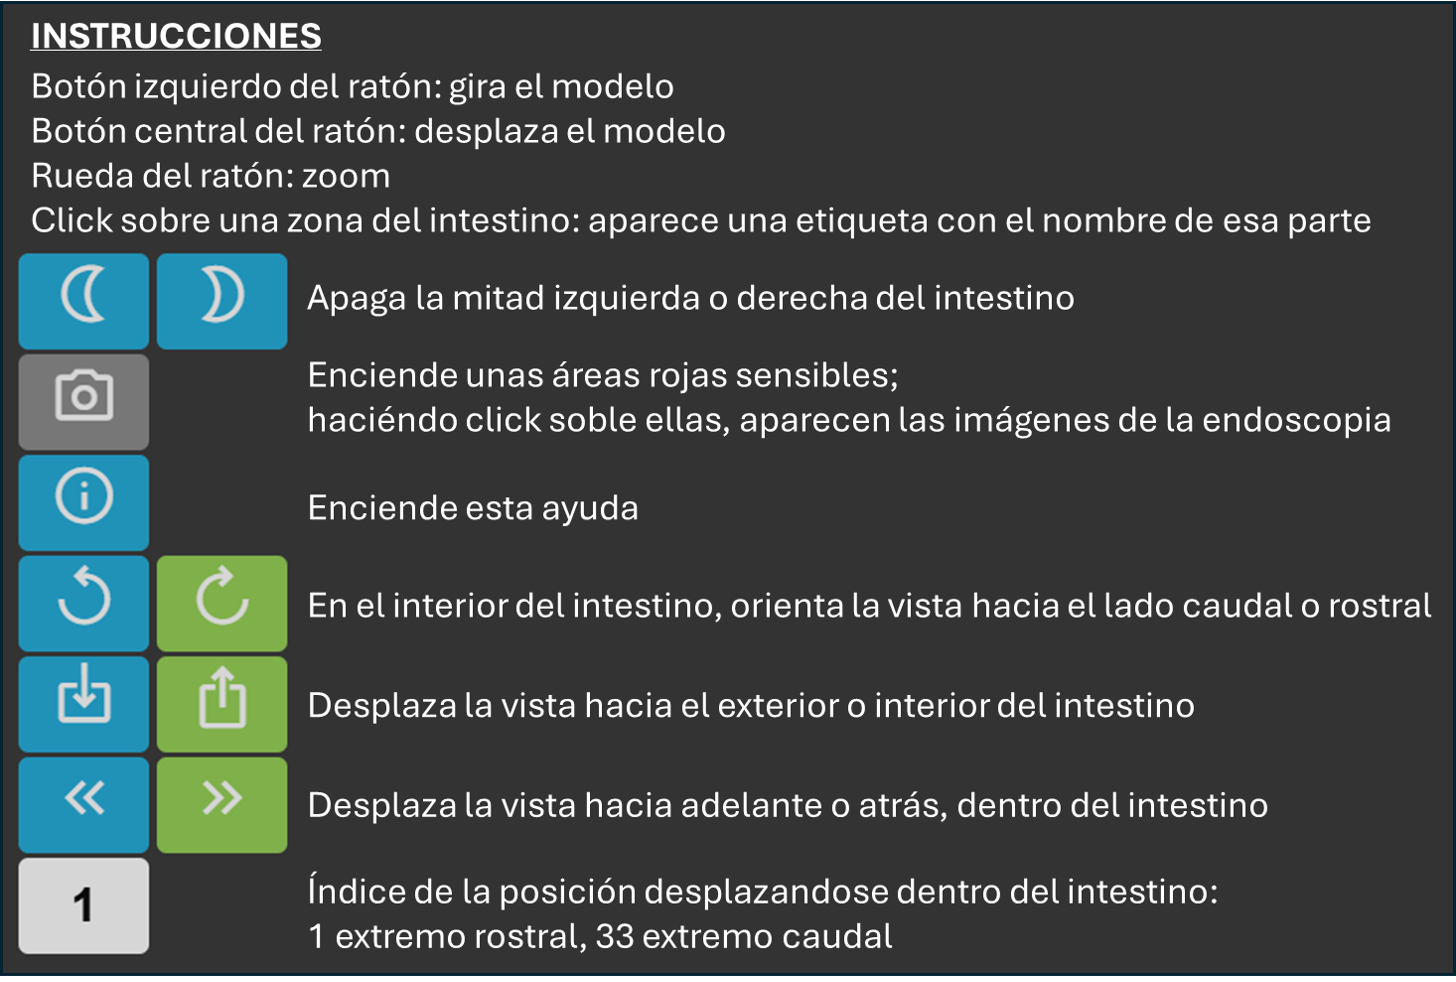 INSTRUCCIONES
Botón izquierdo del ratón: gira el modelo
Botón central del ratón: desplaza el modelo
Rueda del ratón: zoom
Click sobre una zona del intestino: aparece una etiqueta con el nombre de esa parte
Apaga la mitad izquierda o derecha del intestino
Enciende unas áreas rojas sensibles;
haciéndo click soble ellas, aparecen las imágenes de la endoscopia
Enciende esta ayuda
En el interior del intestino, orienta la vista hacia el lado caudal o rostral
Desplaza la vista hacia el exterior o interior del intestino
Desplaza la vista hacia adelante o atrás, dentro del intestino
1
Índice de la posición desplazandose dentro del intestino:
1 extremo rostral, 33 extremo caudal